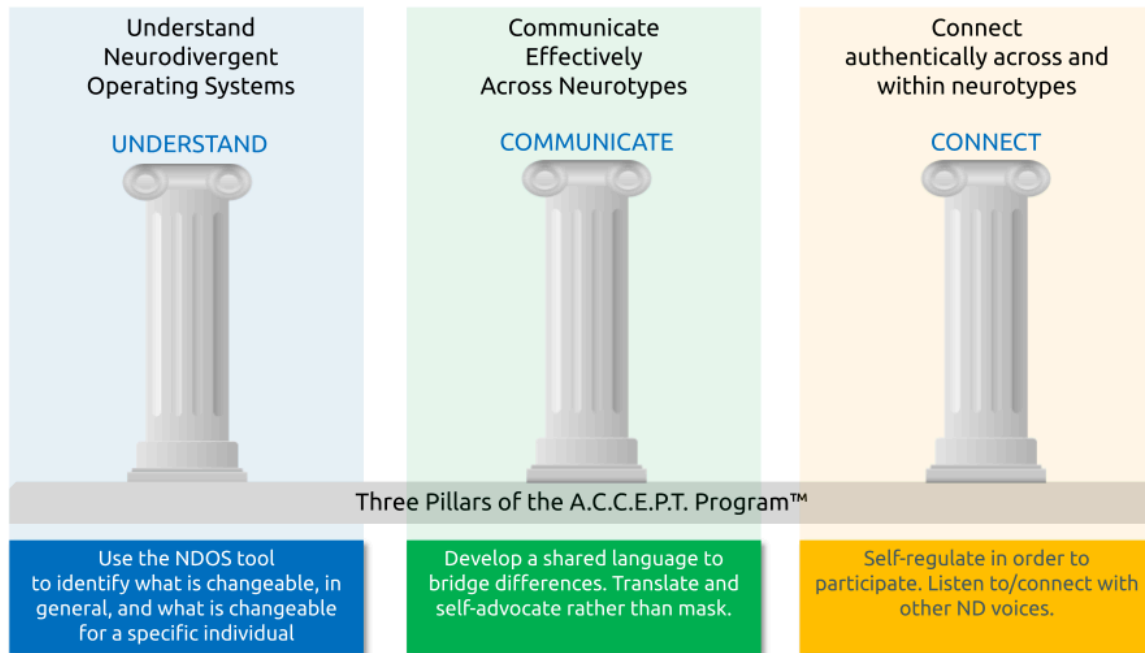 Understand
Neurodivergent
Operating Systems
UNDERSTAND
Communicate
Effectively
Across Neurotypes
COMMUNICATE
Connect
authentically across and
within neurotypes
CONNECT
Three Pillars of the A.C.C.E.P.T. Program™
Use the NDOS tool
to identify what is changeable, in
general, and what is changeable
for a specific individual
Develop a shared language to
bridge differences. Translate and
self-advocate rather than mask.
Self-regulate in order to
participate. Listen to/connect with
other ND voices.